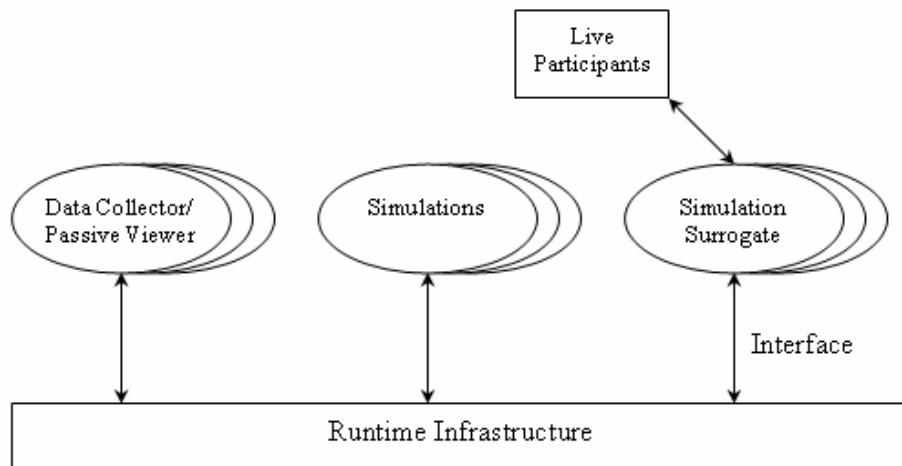 Live
Participants
Data Collector/
Passive Viewer
Simulations
Simulation
Surrogate
Interface
Runtime Infrastructure